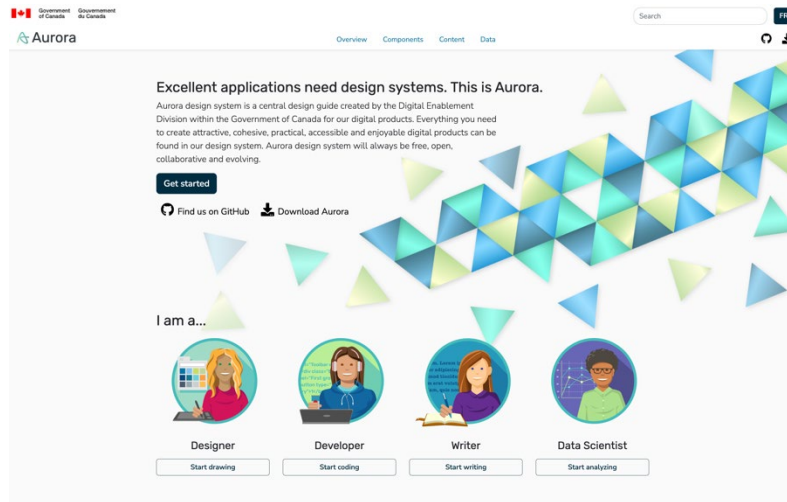 Government of Canada
Gouvernement du Canada
Search
FR
Aurora
Overview Components Content Data
Excellent applications need design systems. This is Aurora.
Aurora design system is a central design guide created by the Digital Enablement
Division within the Government of Canada for our digital products. Everything you need
to create attractive, cohesive, practical, accessible and enjoyable digital products can be
found in our design system. Aurora design system will always be free, open,
collaborative and evolving.
Get started
Find us on GitHub Download Aurora
I am a...
Designer Developer Writer Data Scientist
Start drawing Start coding Start writing Start analyzing